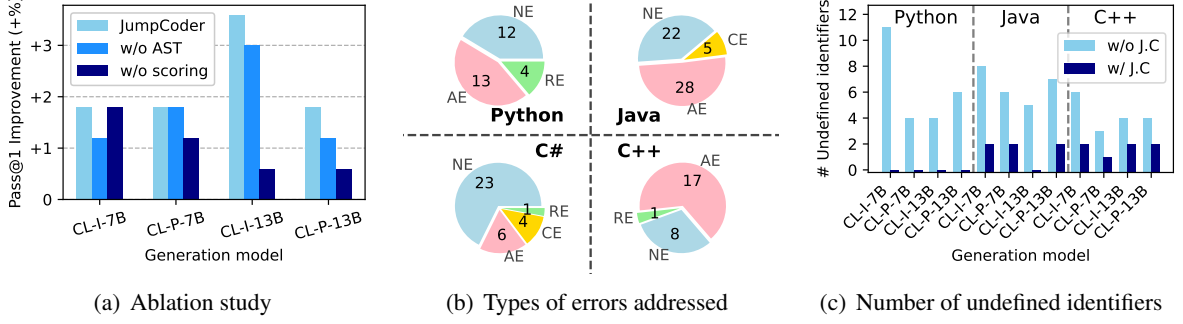 Pass@1 Improvement (+%)
+3
+2
+1
0
JumpCoder
w/o AST
w/o scoring
CL-I-7B
CL-P-7B
CL-I-13B
CL-P-13B
Generation model
(a) Ablation study
NE
12
13
4
RE
AE
Python
NE
22
5
CE
28
AE
Java
C#
NE
23
1
RE
4
CE
6
AE
C++
AE
17
RE
1
8
NE
(b) Types of errors addressed
# Undefined identifiers
12
10
8
6
4
2
0
Python
Java
C++
w/o J.C
w/ J.C
CL-I-7B
CL-P-7B
CL-I-13B
CL-P-13B
CL-I-7B
CL-P-7B
CL-I-13B
CL-P-13B
CL-I-7B
CL-P-7B
CL-I-13B
CL-P-13B
Generation model
(c) Number of undefined identifiers